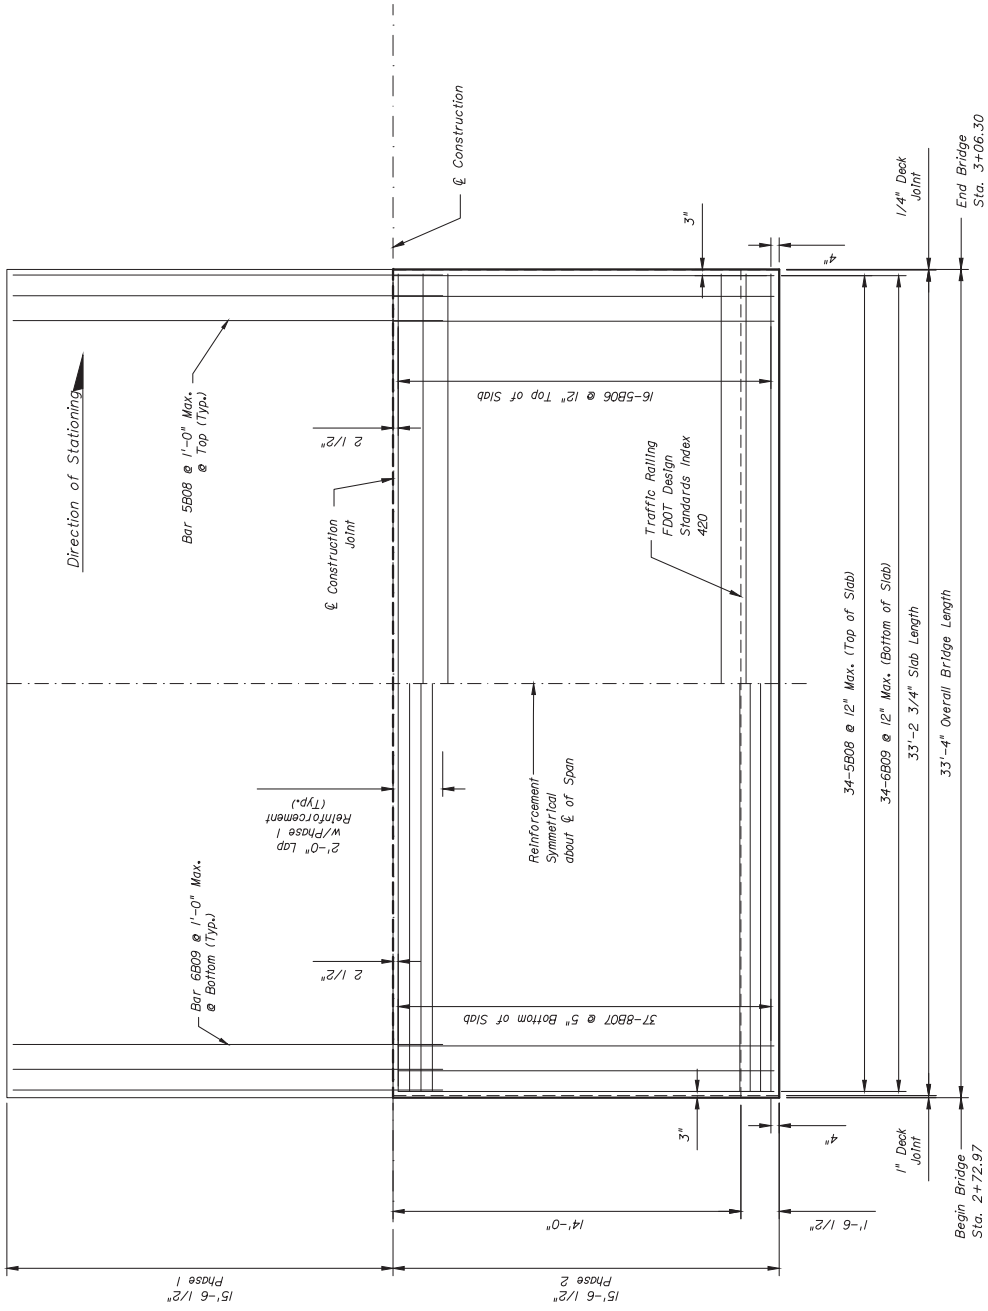 Direction of Stationing
Bar 5B08 @ 1'-0" Max.
@ Top (Typ.)
Bar 6B09 @ 1'-0" Max.
@ Bottom (Typ.)
2'-0" Lap
w/Phase 1
Reinforcement
(Typ.)
2 1/2"
2 1/2"
℄ Construction
Joint
℄ Construction
16-5B06 @ 12" Top of Slab
37-8B07 @ 5" Bottom of Slab
Reinforcement
Symmetrical
about ℄ of Span
Traffic Railing
FDOT Design
Standards Index
420
3"
3"
4"
4"
1/4" Deck
Joint
1" Deck
Joint
34-5B08 @ 12" Max. (Top of Slab)
34-6B09 @ 12" Max. (Bottom of Slab)
33'-2 3/4" Slab Length
33'-4" Overall Bridge Length
Begin Bridge
Sta. 2+72.97
End Bridge
Sta. 3+06.30
14'-0"
1'-6 1/2"
15'-6 1/2"
Phase 1
15'-6 1/2"
Phase 2